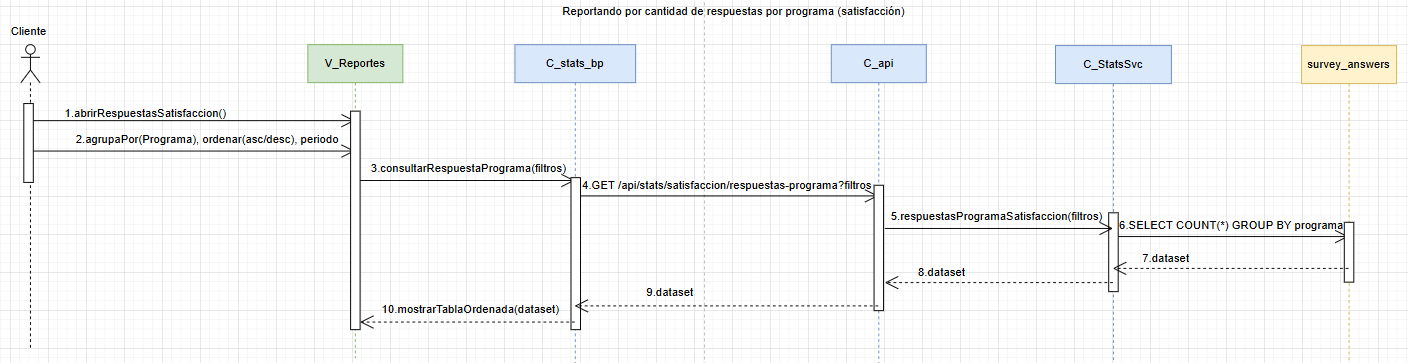 Reportando por cantidad de respuestas por programa (satisfacción)
Cliente
V_Reportes
C_stats_bp
C_api
C_StatsSvc
survey_answers
1.abrirRespuestasSatisfaccion()
2.agrupaPor(Programa), ordenar(asc/desc), periodo
3.consultarRespuestaPrograma(filtros)
4.GET /api/stats/satisfaccion/respuestas-programa?filtros
5.respuestasProgramaSatisfaccion(filtros)
6.SELECT COUNT(*) GROUP BY programa
7.dataset
8.dataset
9.dataset
10.mostrarTablaOrdenada(dataset)